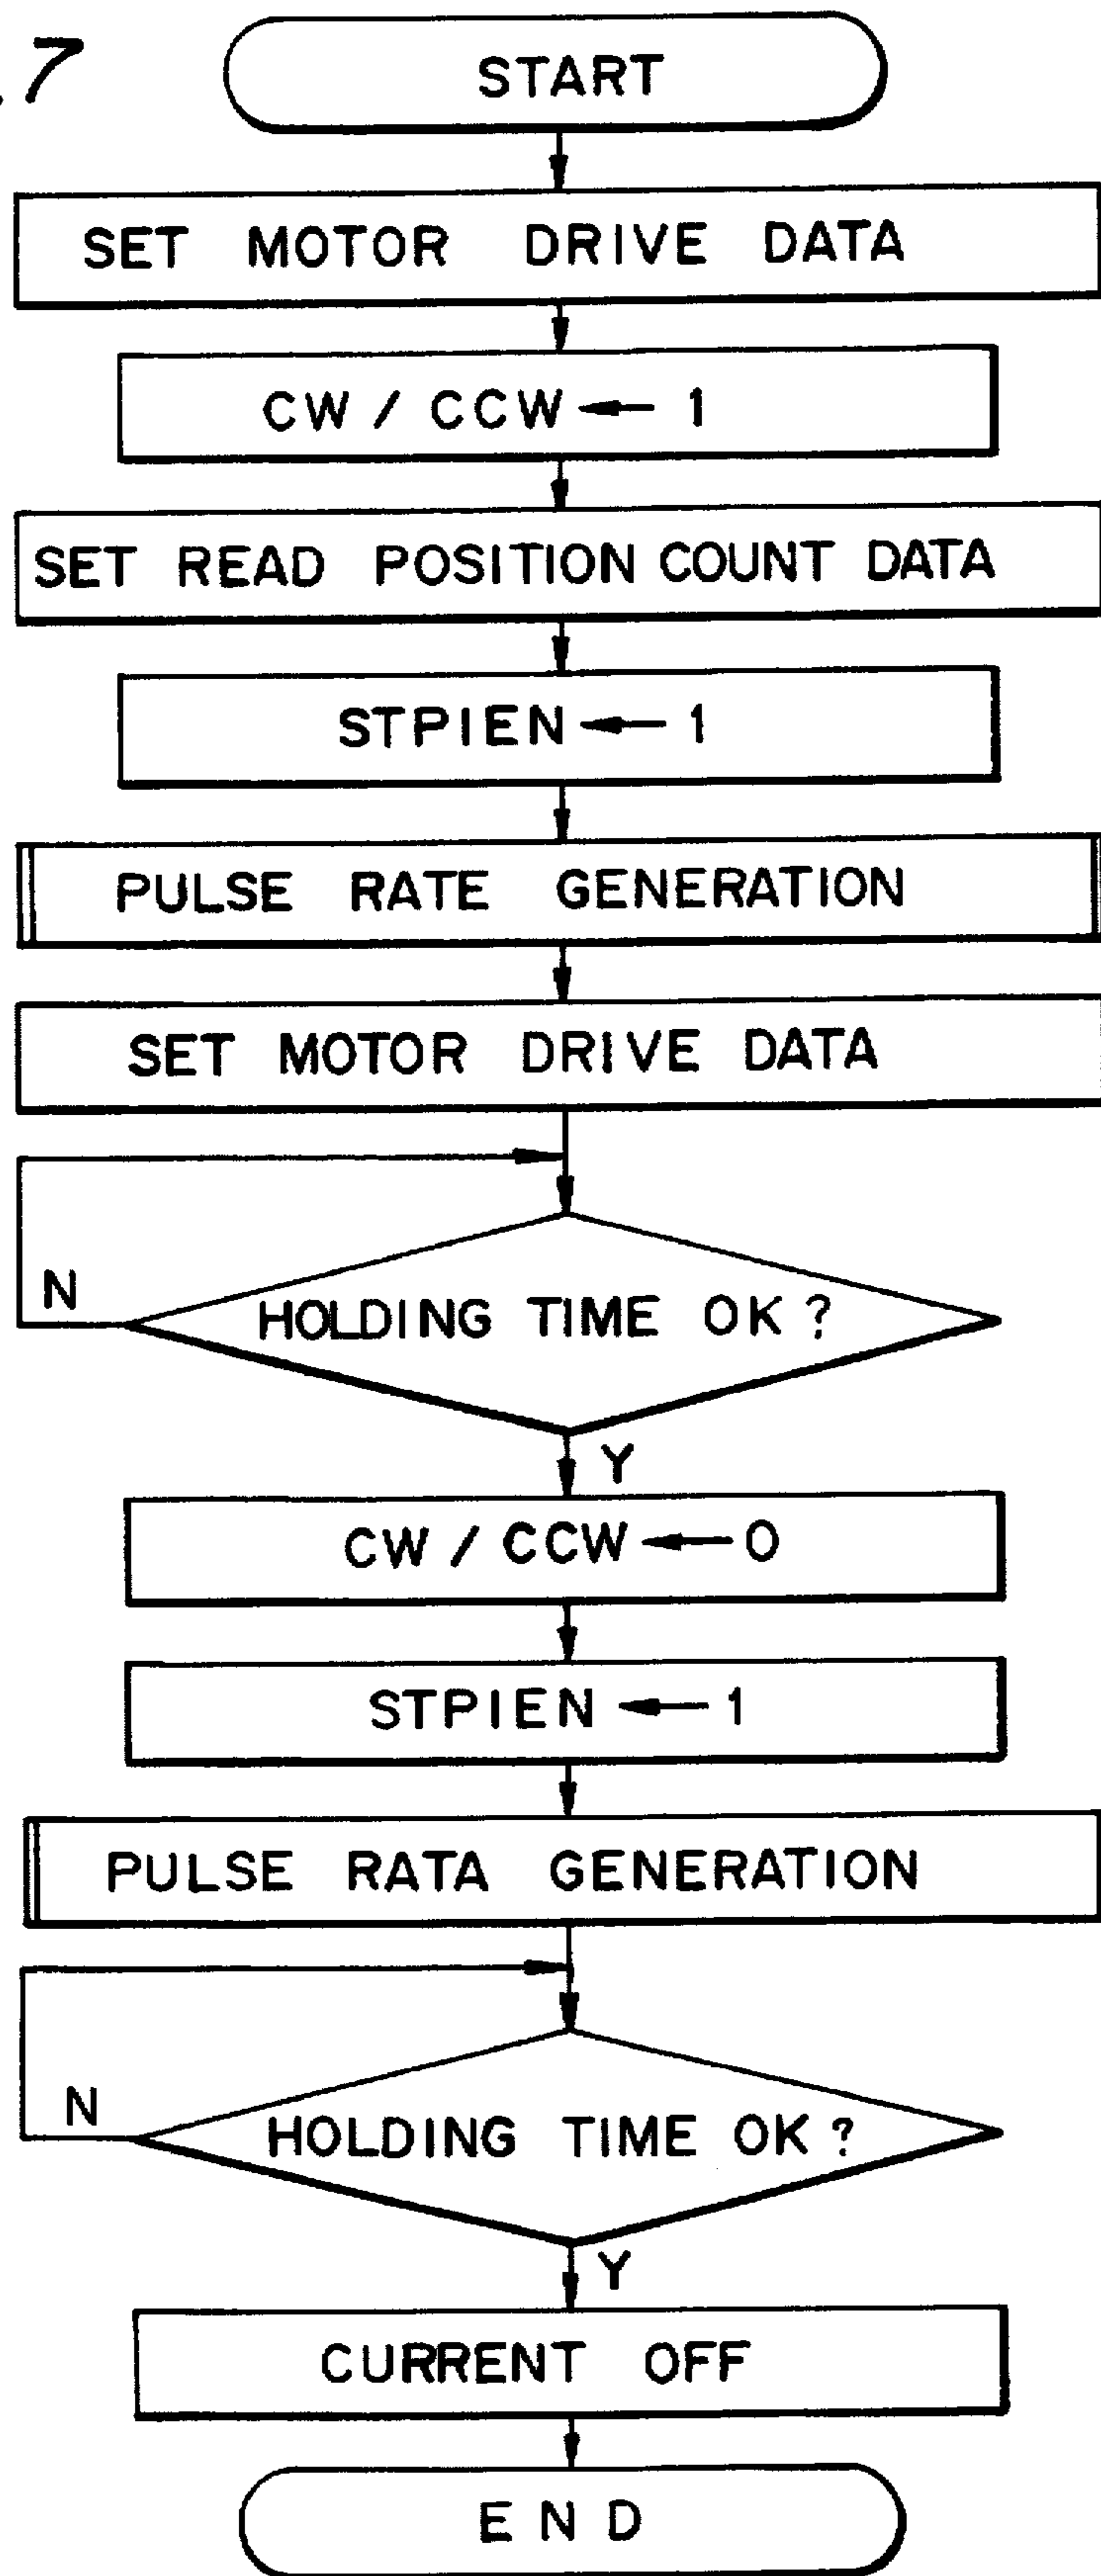 .7
START
SET MOTOR DRIVE DATA
CW / CCW ← 1
SET READ POSITION COUNT DATA
STPIEN ← 1
PULSE RATE GENERATION
SET MOTOR DRIVE DATA
N
HOLDING TIME OK ?
Y
CW / CCW ← 0
STPIEN ← 1
PULSE RATA GENERATION
N
HOLDING TIME OK ?
Y
CURRENT OFF
END